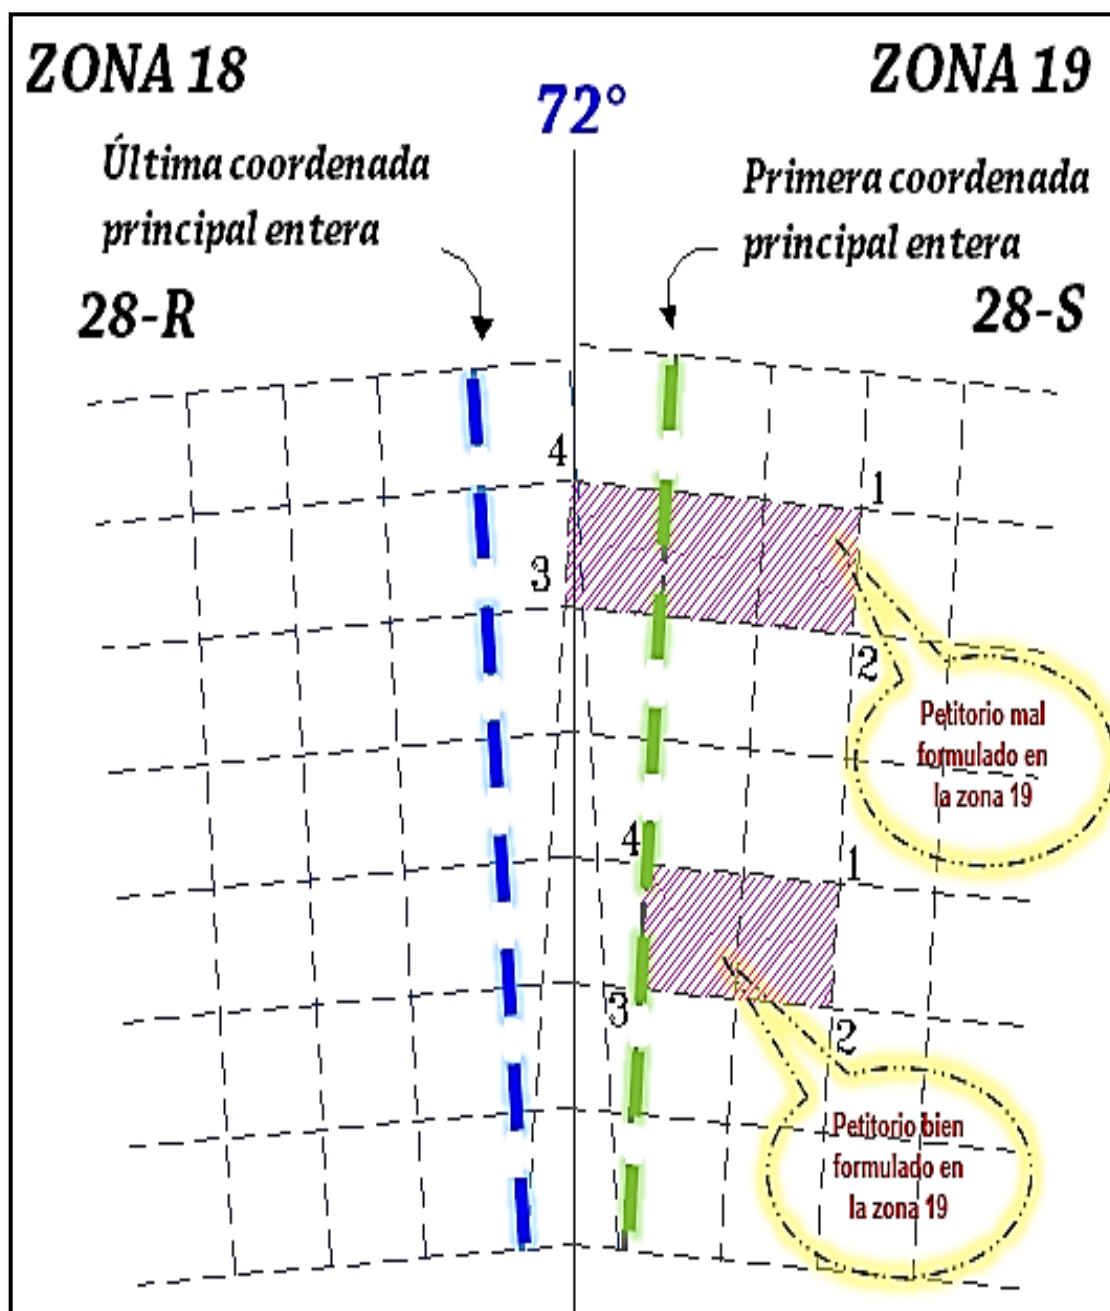 ZONA 18
ZONA 19
72°
Última coordenada
principal entera
Primera coordenada
principal entera
28-R
28-S
4
1
3
2
Petitorio mal
formulado en
la zona 19
4
1
3
2
Petitorio bien
formulado en
la zona 19